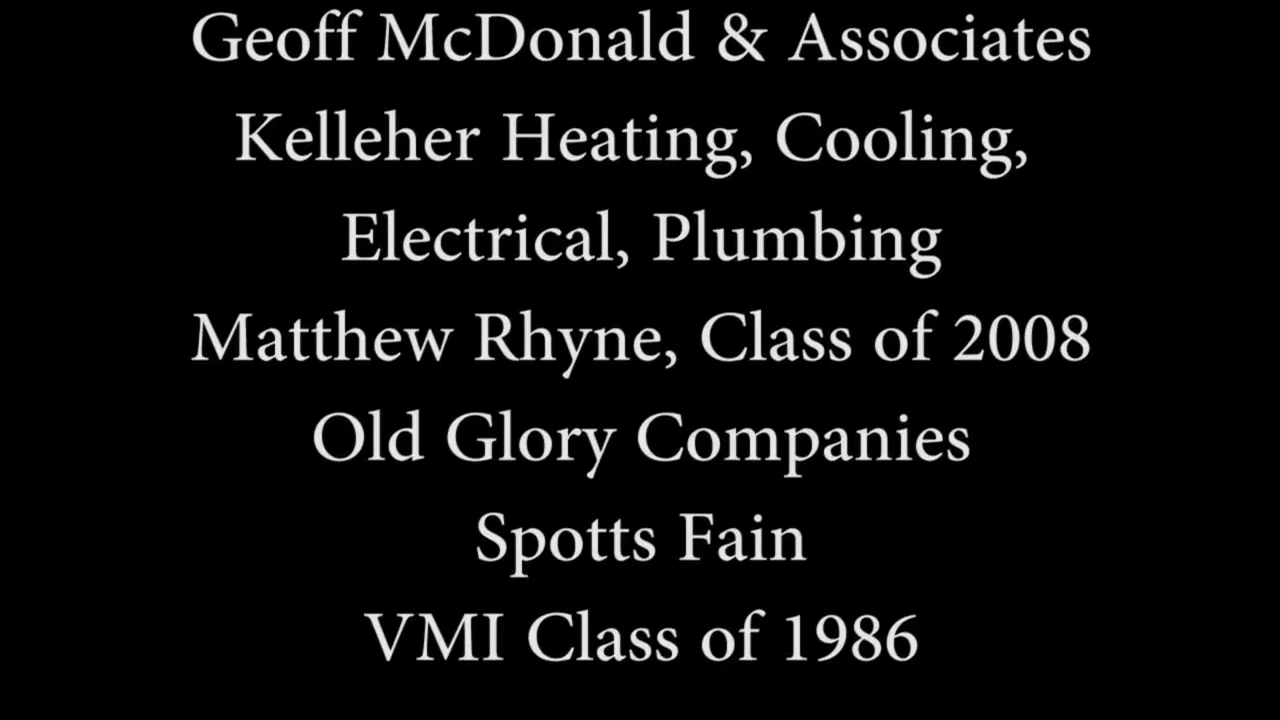 Geoff McDonald & Associates
Kelleher Heating, Cooling,
Electrical, Plumbing
Matthew Rhyne, Class of 2008
Old Glory Companies
Spotts Fain
VMI Class of 1986